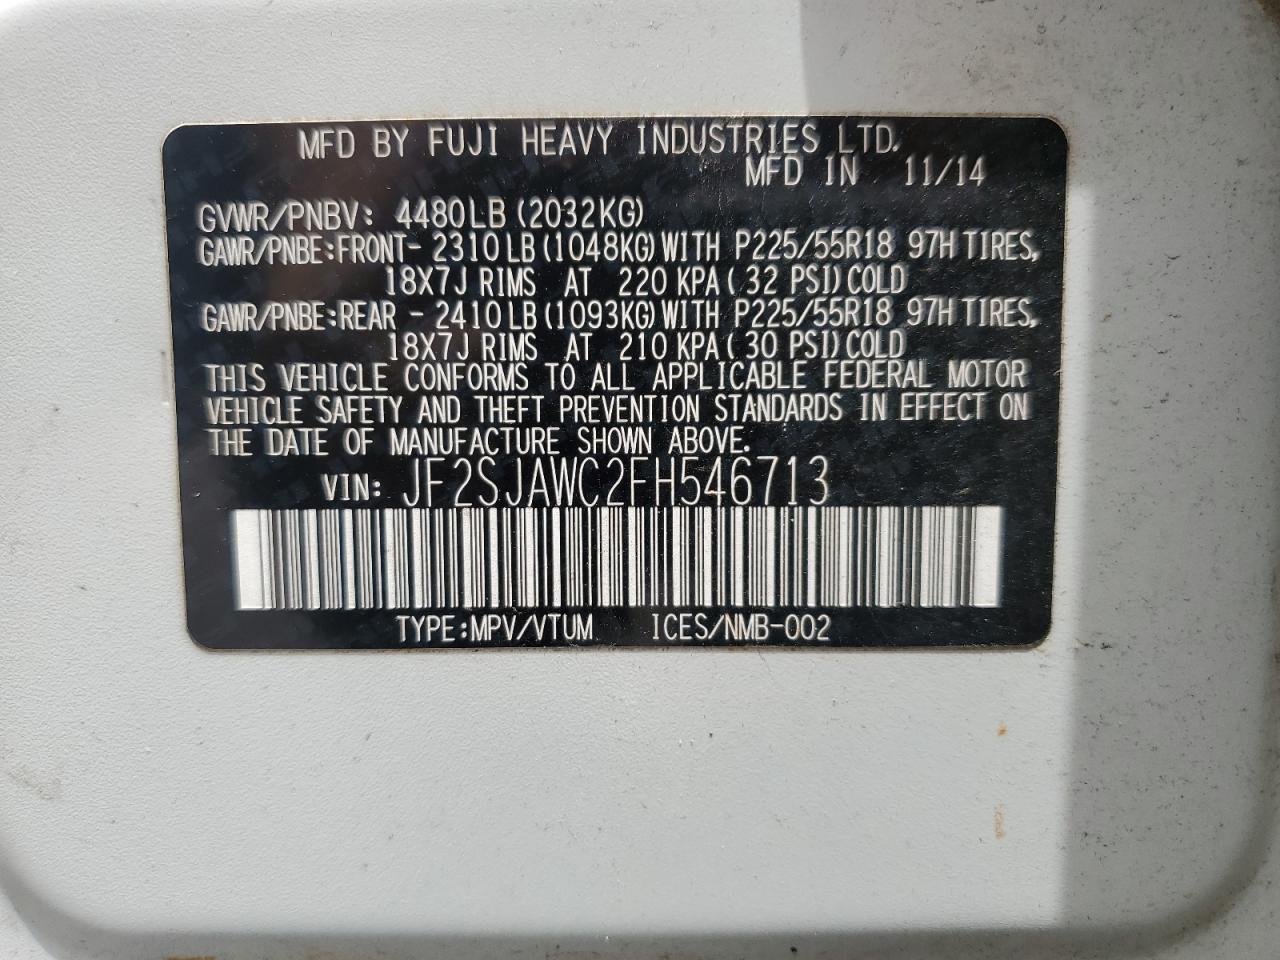 MFD BY FUJI HEAVY INDUSTRIES LTD.
MFD IN 11/14
GVWR/PNBV: 4480LB (2032KG)
GAWR/PNBE:FRONT- 2310LB (1048KG) WITH P225/55R18 97H TIRES,
18X7J RIMS AT 220 KPA ( 32 PSI) COLD
GAWR/PNBE:REAR - 2410LB (1093KG) WITH P225/55R18 97H TIRES,
18X7J RIMS AT 210 KPA ( 30 PSI) COLD
THIS VEHICLE CONFORMS TO ALL APPLICABLE FEDERAL MOTOR
VEHICLE SAFETY AND THEFT PREVENTION STANDARDS IN EFFECT ON
THE DATE OF MANUFACTURE SHOWN ABOVE.
VIN: JF2SJAWC2FH546713
TYPE:MPV/VTUM ICES/NMB-002